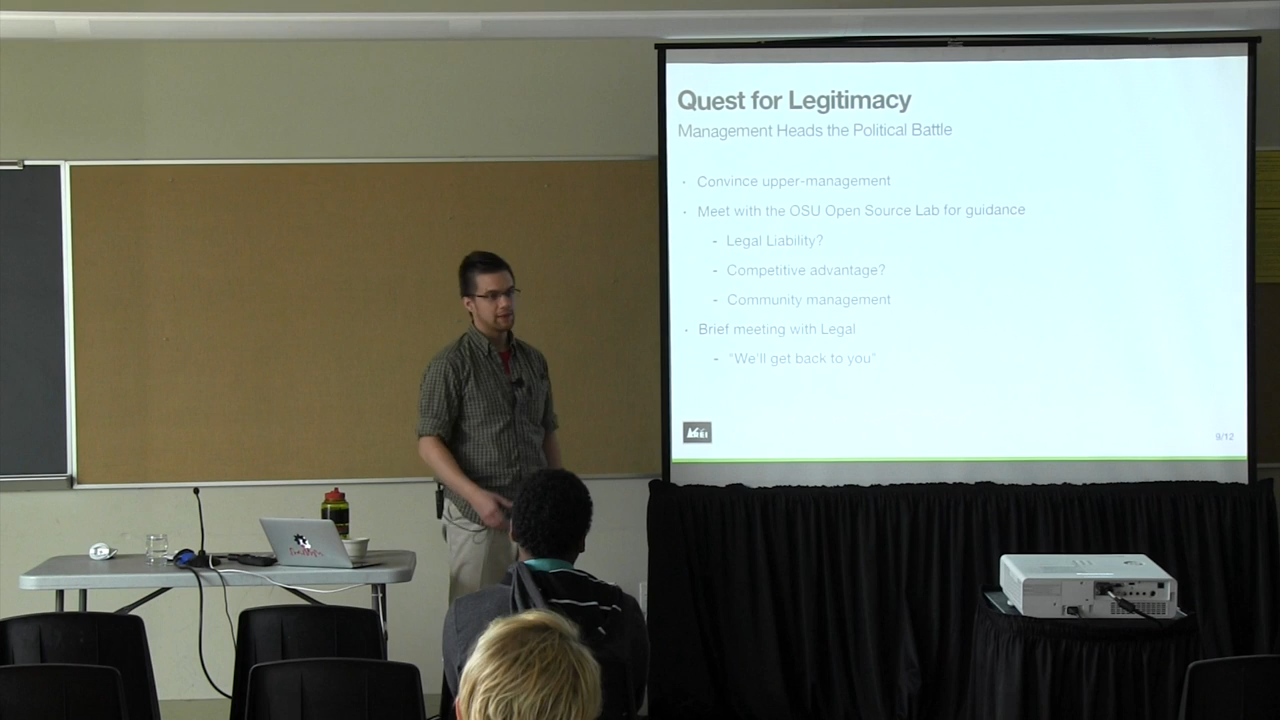 Quest for Legitimacy
Management Heads the Political Battle
· Convince upper-management
· Meet with the OSU Open Source Lab for guidance
- Legal Liability?
- Competitive advantage?
- Community management
· Brief meeting with Legal
- “We'll get back to you”
REI
9/12